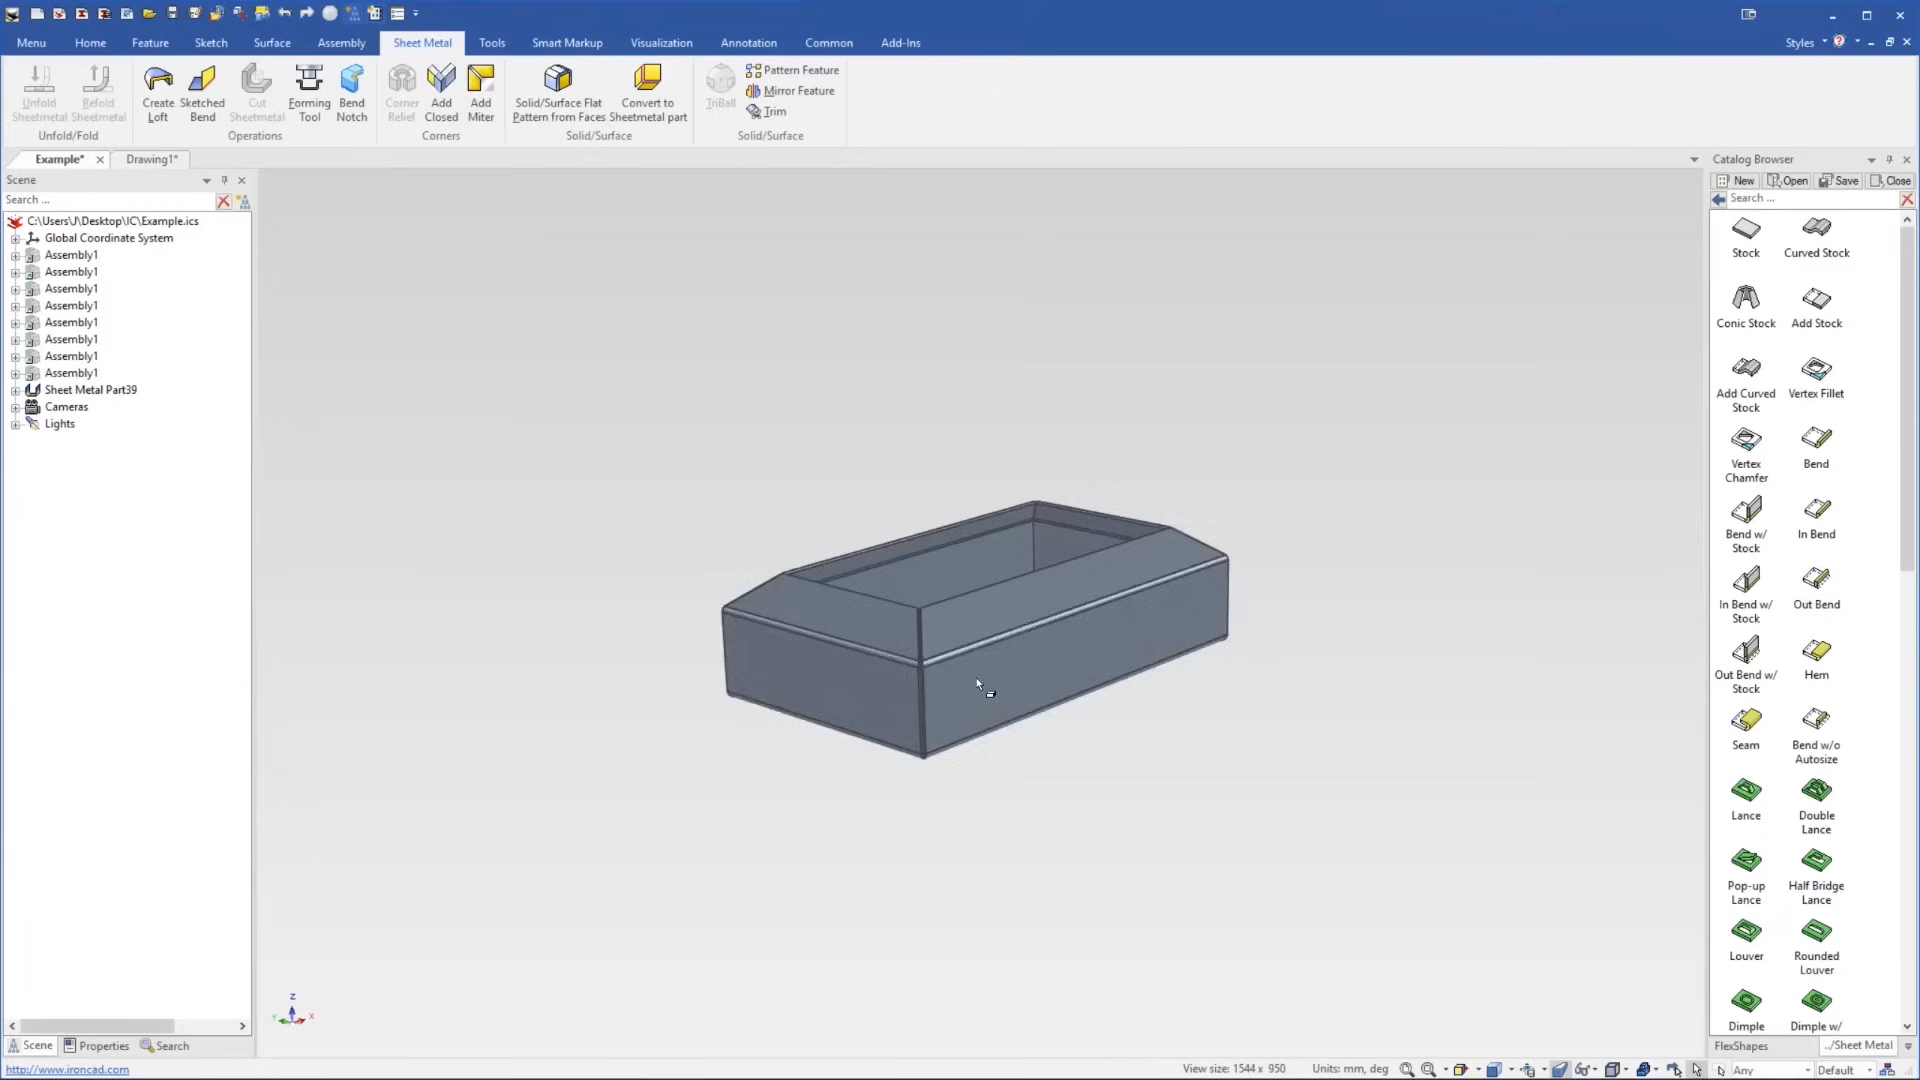 Menu Home Feature Sketch Surface Assembly Sheet Metal Tools Smart Markup Visualization Annotation Common Add-Ins Styles
Unfold Sheetmetal
Refold Sheetmetal
Unfold/Fold
Create Loft
Sketched Bend
Cut Sheetmetal
Forming Tool
Bend Notch
Operations
Corner Relief
Add Closed
Add Miter
Corners
Solid/Surface Flat Pattern from Faces
Convert to Sheetmetal part
Solid/Surface
TriBall
Pattern Feature
Mirror Feature
Trim
Solid/Surface
Example* Drawing1*
Scene
Search ...
C:\Users\J\Desktop\IC\Example.ics
Global Coordinate System
Assembly1
Assembly1
Assembly1
Assembly1
Assembly1
Assembly1
Assembly1
Assembly1
Sheet Metal Part39
Cameras
Lights
Z
Y
X
Scene Properties Search
Catalog Browser
New Open Save Close
Search ...
Stock
Curved Stock
Conic Stock
Add Stock
Add Curved Stock
Vertex Fillet
Vertex Chamfer
Bend
Bend w/ Stock
In Bend
In Bend w/ Stock
Out Bend
Out Bend w/ Stock
Hem
Seam
Bend w/o Autosize
Lance
Double Lance
Pop-up Lance
Half Bridge Lance
Louver
Rounded Louver
Dimple
Dimple w/
FlexShapes ../Sheet Metal
http://www.ironcad.com
View size: 1544 x 950
Units: mm, deg
Any
Default